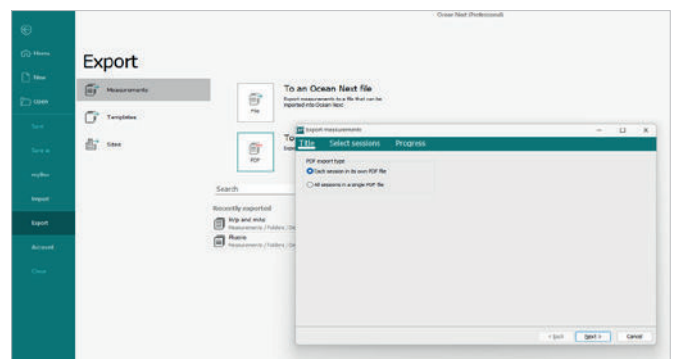 Ocean Next (Professional)
Home
New
Open
Save
Save as
Import
Export
Account
Close
Export
Measurements
Templates
Sites
To an Ocean Next file
Export measurements to a file that can be
imported into Ocean Next
File
To
PDF
Search
Recently exported
Measurements / Folders /
Measurements / Folders /
Export measurements
Title Select sessions Progress
PDF export type
Each session in its own PDF file
All sessions in a single PDF file
< Back Next > Cancel